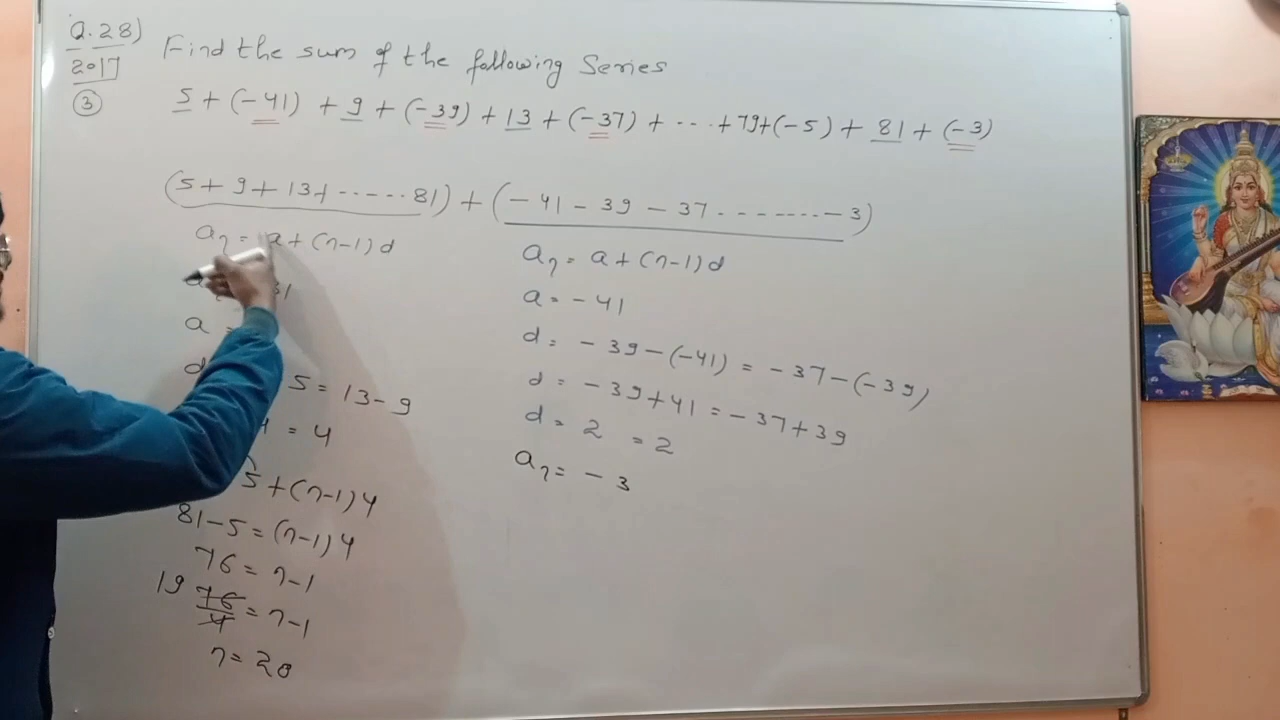 Q.28) Find the sum of the following Series
2017
3
5 + (-41) + 9 + (-39) + 13 + (-37) + ... + 79 + (-5) + 81 + (-3)
(5 + 9 + 13 + ...... 81) + (-41 - 39 - 37 ....... - 3)
an = a + (n-1) d
81
a =
d 5 = 13 - 9
4 = 4
5 + (n-1) 4
81 - 5 = (n-1) 4
76 = n-1
19 76/4 = n-1
n = 20
an = a + (n-1) d
a = - 41
d = - 39 - (-41) = - 37 - (-39)
d = - 39 + 41 = - 37 + 39
d = 2 = 2
an = - 3